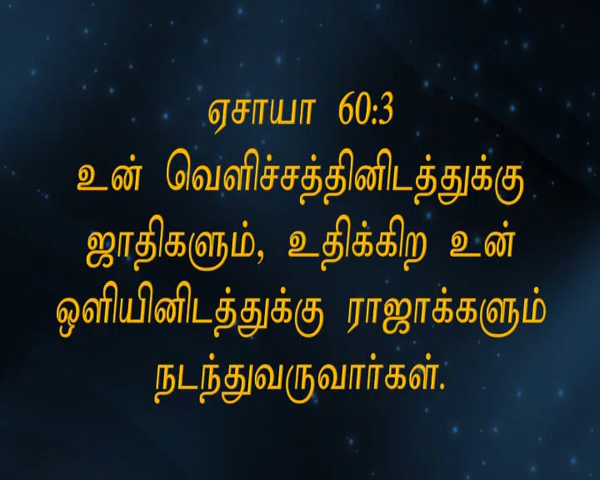 ஏசாயா 60:3
உன் வெளிச்சத்தினிடத்துக்கு
ஜாதிகளும், உதிக்கிற உன்
ஒளியினிடத்துக்கு ராஜாக்களும்
நடந்துவருவார்கள்.